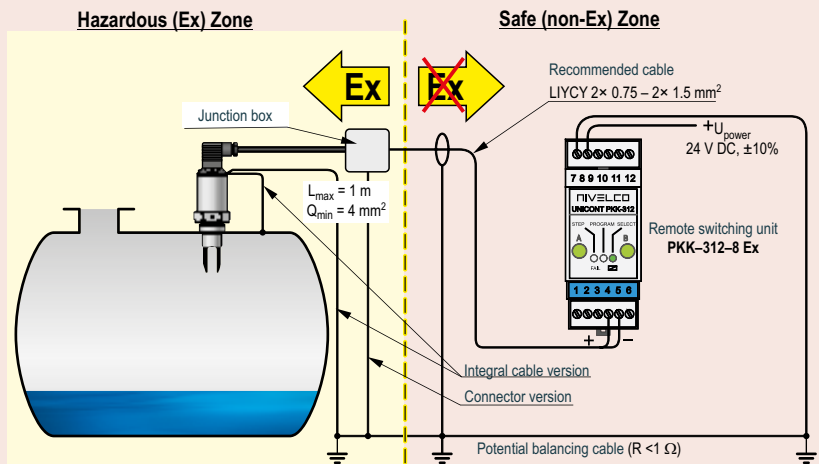 Hazardous (Ex) Zone
Safe (non-Ex) Zone
Ex
Ex
Recommended cable
LIYCY 2× 0.75 – 2× 1.5 mm²
Junction box
+U_power
24 V DC, ±10%
7 8 9 10 11 12
NIVELCO
UNICONT PKK-312
STEP PROGRAM SELECT
A
B
FAIL
1 2 3 4 5 6
+
−
L_max = 1 m
Q_min = 4 mm²
Remote switching unit
PKK–312–8 Ex
Integral cable version
Connector version
Potential balancing cable (R <1 Ω)